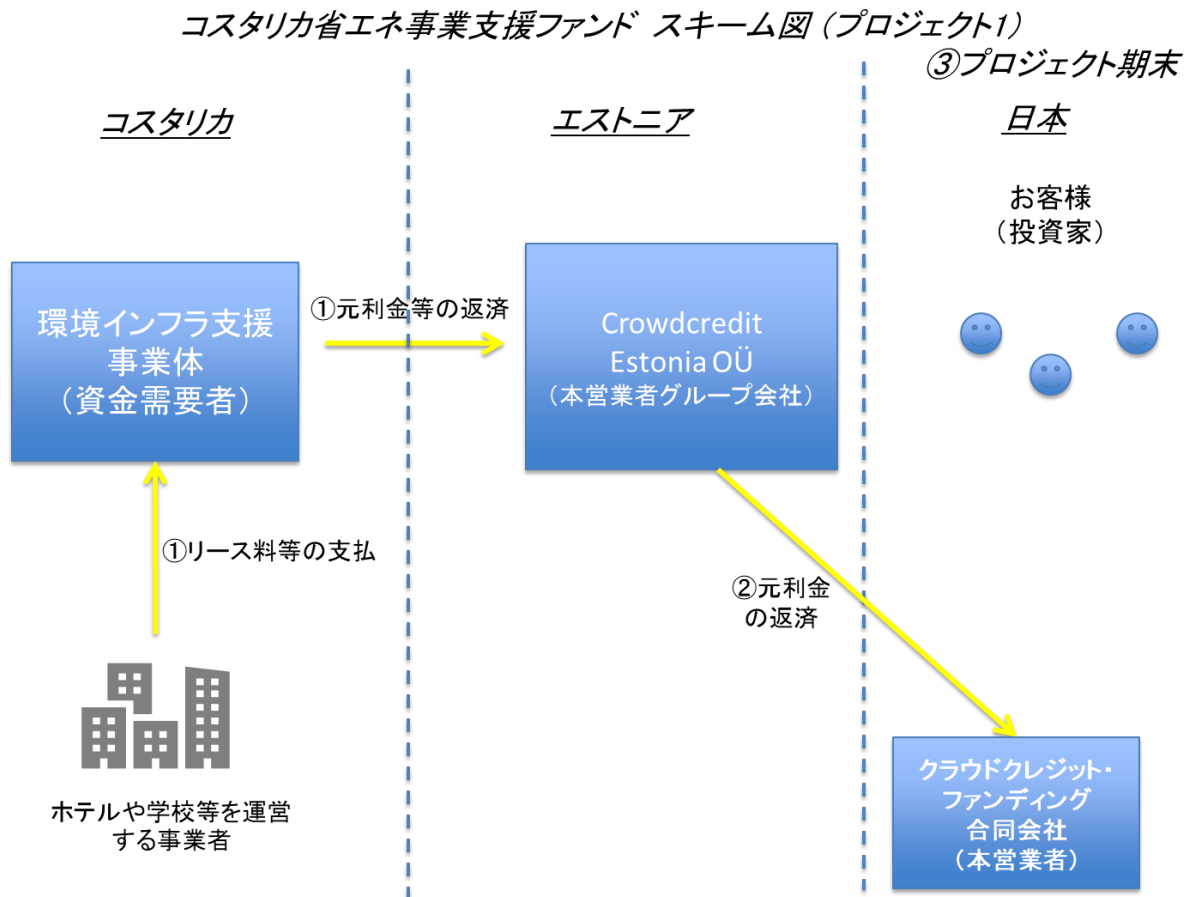 コスタリカ省エネ事業支援ファンド スキーム図（プロジェクト1）
③プロジェクト期末
コスタリカ
エストニア
日本
お客様
（投資家）
環境インフラ支援
事業体
（資金需要者）
①元利金等の返済
Crowdcredit
Estonia OÜ
（本営業者グループ会社）
①リース料等の支払
②元利金
の返済
ホテルや学校等を運営
する事業者
クラウドクレジット・
ファンディング
合同会社
（本営業者）